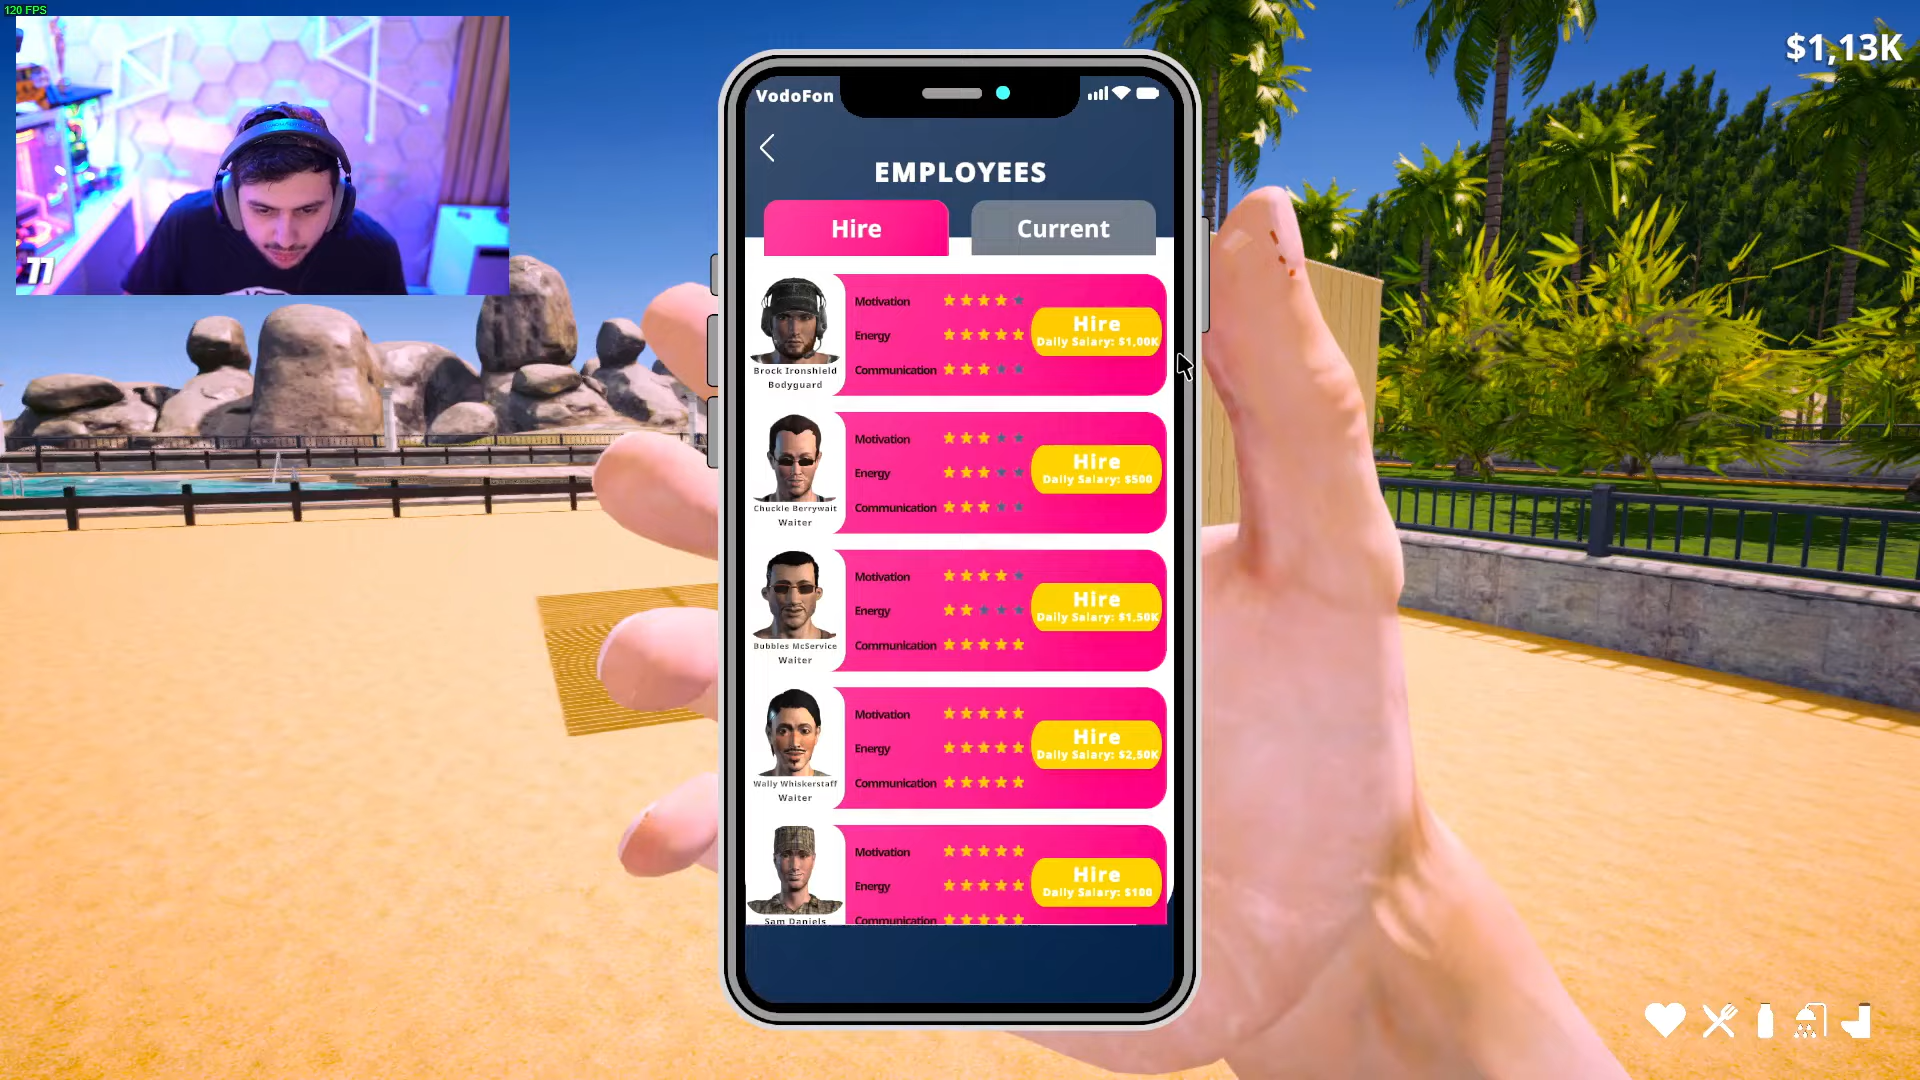 120 FPS
$1,13K
VodoFon
EMPLOYEES
Hire
Current
Motivation
Energy
Communication
Hire
Daily Salary: $1,00K
Brock Ironshield
Bodyguard
Motivation
Energy
Communication
Hire
Daily Salary: $500
Chuckle Berrywait
Waiter
Motivation
Energy
Communication
Hire
Daily Salary: $1,50K
Bubbles McService
Waiter
Motivation
Energy
Communication
Hire
Daily Salary: $2,50K
Wally Whiskerstaff
Waiter
Motivation
Energy
Communication
Hire
Daily Salary: $100
Sam Daniels